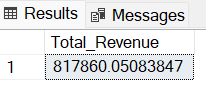 Results Messages
Total_Revenue
1 817860.05083847